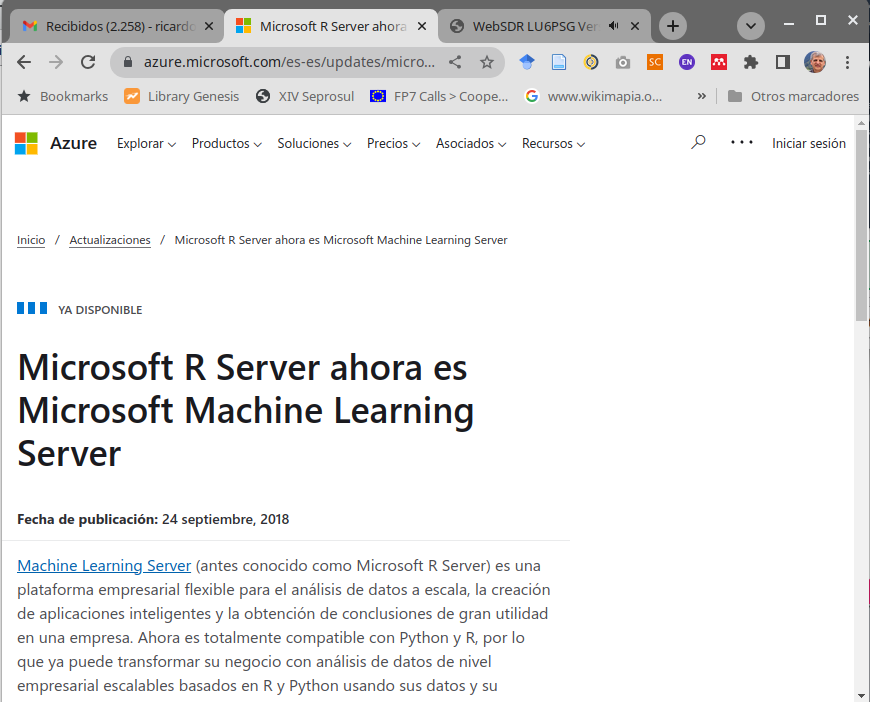 Recibidos (2.258) - ricardo
Microsoft R Server ahora
WebSDR LU6PSG Ver
azure.microsoft.com/es-es/updates/micro...
SC
EN
Bookmarks
Library Genesis
XIV Seprosul
FP7 Calls > Coope...
www.wikimapia.o...
»
Otros marcadores
Azure
Explorar
Productos
Soluciones
Precios
Asociados
Recursos
Iniciar sesión
Inicio / Actualizaciones / Microsoft R Server ahora es Microsoft Machine Learning Server
YA DISPONIBLE
Microsoft R Server ahora es
Microsoft Machine Learning
Server
Fecha de publicación: 24 septiembre, 2018
Machine Learning Server (antes conocido como Microsoft R Server) es una
plataforma empresarial flexible para el análisis de datos a escala, la creación
de aplicaciones inteligentes y la obtención de conclusiones de gran utilidad
en una empresa. Ahora es totalmente compatible con Python y R, por lo
que ya puede transformar su negocio con análisis de datos de nivel
empresarial escalables basados en R y Python usando sus datos y su